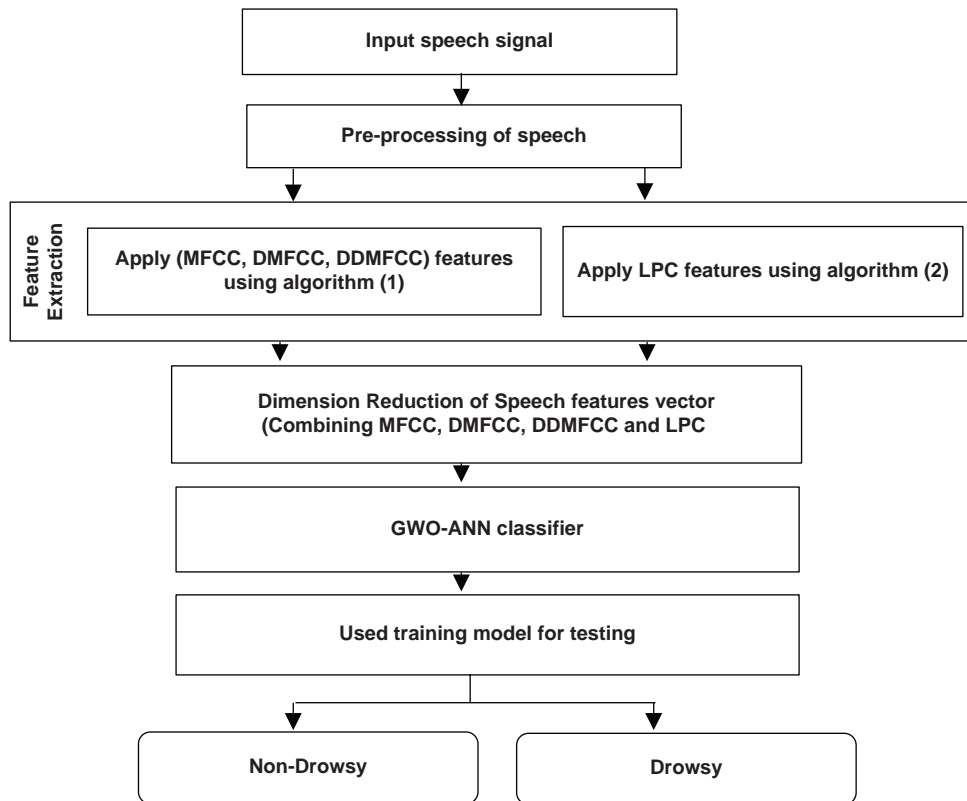 Input speech signal
Pre-processing of speech
Feature
Extraction
Apply (MFCC, DMFCC, DDMFCC) features
using algorithm (1)
Apply LPC features using algorithm (2)
Dimension Reduction of Speech features vector
(Combining MFCC, DMFCC, DDMFCC and LPC
GWO-ANN classifier
Used training model for testing
Non-Drowsy
Drowsy